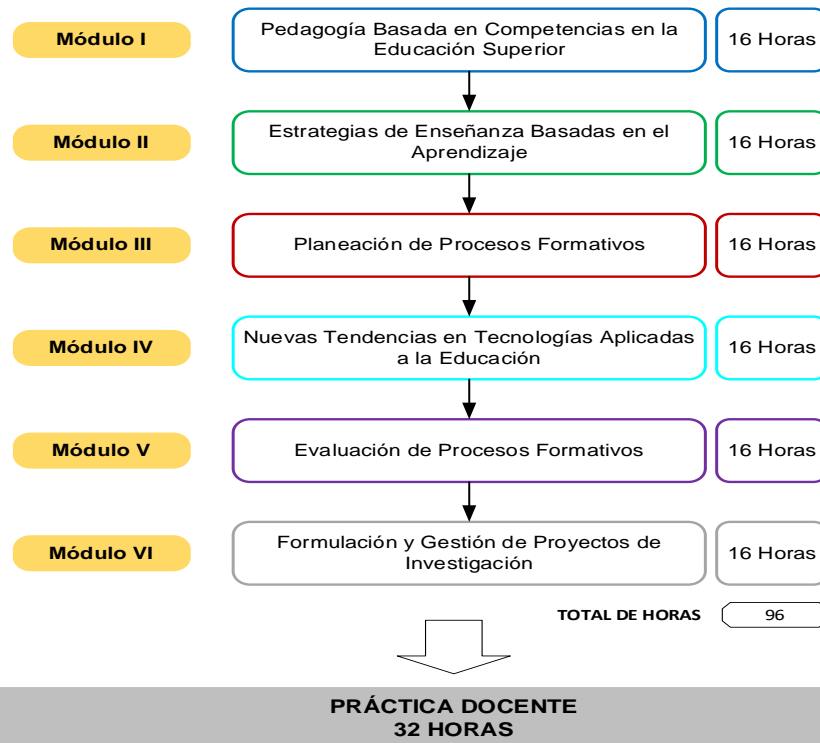 Módulo I
Pedagogía Basada en Competencias en la
Educación Superior
16 Horas
Módulo II
Estrategias de Enseñanza Basadas en el
Aprendizaje
16 Horas
Módulo III
Planeación de Procesos Formativos
16 Horas
Módulo IV
Nuevas Tendencias en Tecnologías Aplicadas
a la Educación
16 Horas
Módulo V
Evaluación de Procesos Formativos
16 Horas
Módulo VI
Formulación y Gestión de Proyectos de
Investigación
16 Horas
TOTAL DE HORAS 96
PRÁCTICA DOCENTE
32 HORAS